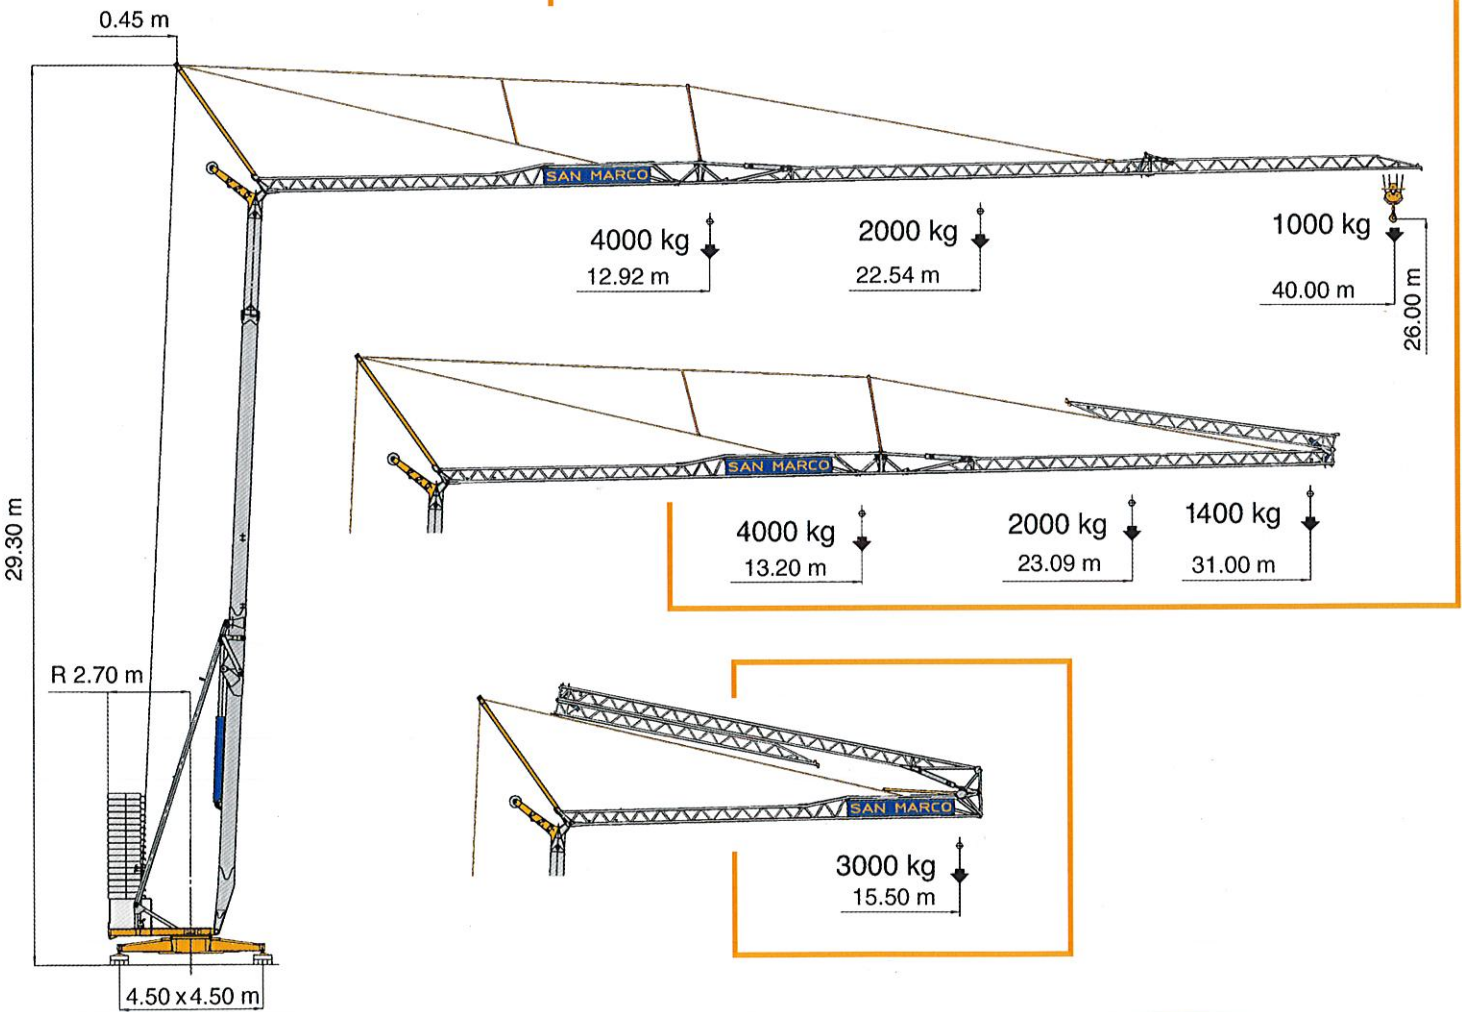 0.45 m
SAN MARCO
4000 kg
12.92 m
2000 kg
22.54 m
1000 kg
40.00 m
26.00 m
29.30 m
SAN MARCO
4000 kg
13.20 m
2000 kg
23.09 m
1400 kg
31.00 m
R 2.70 m
SAN MARCO
3000 kg
15.50 m
4.50 x 4.50 m